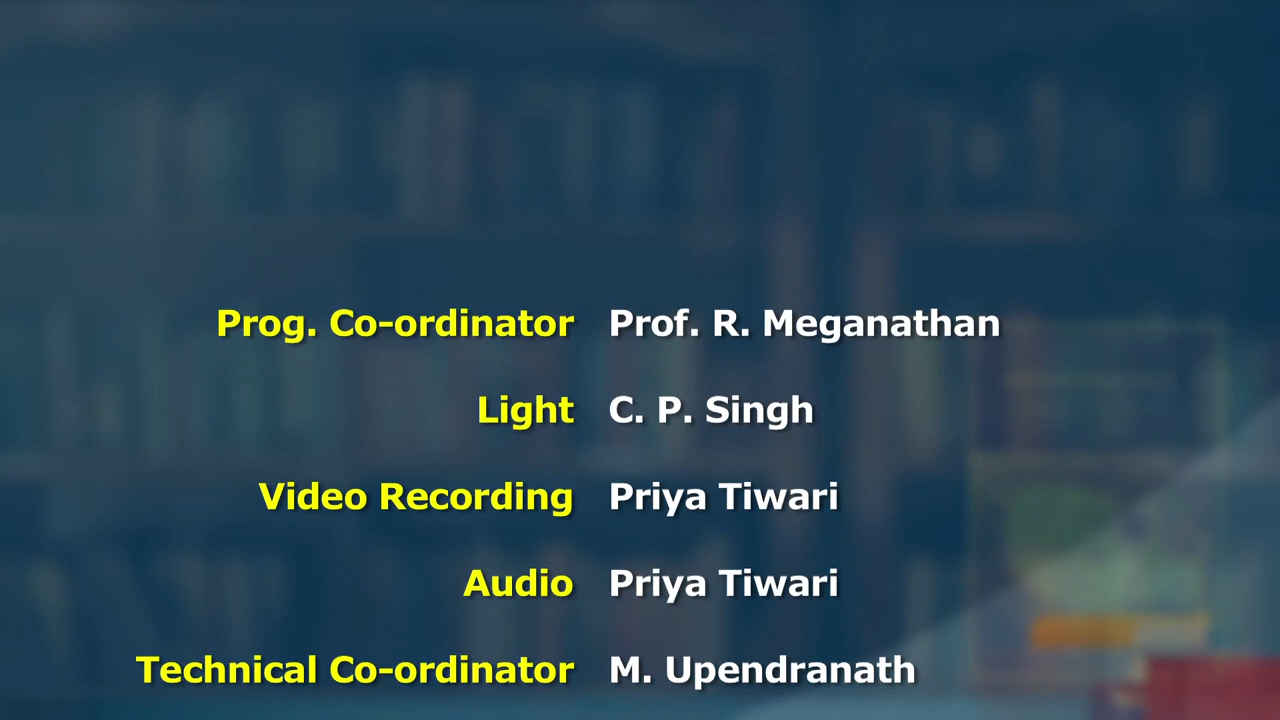 Prog. Co-ordinator Prof. R. Meganathan
Light C. P. Singh
Video Recording Priya Tiwari
Audio Priya Tiwari
Technical Co-ordinator M. Upendranath